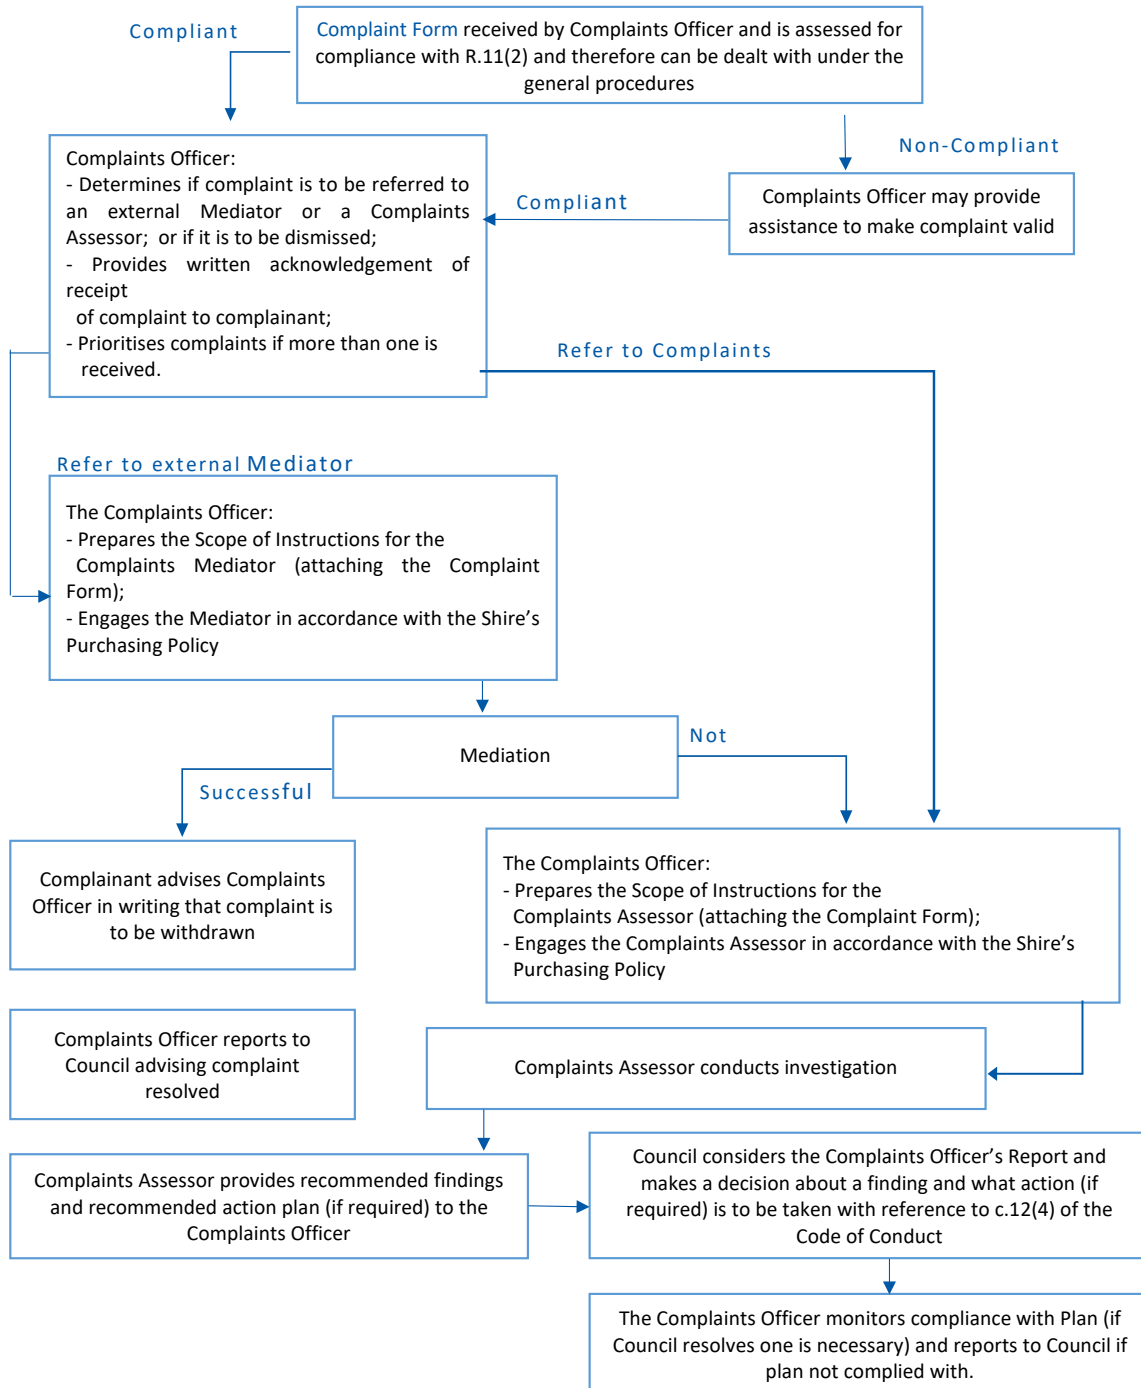 Compliant
Complaint Form received by Complaints Officer and is assessed for
compliance with R.11(2) and therefore can be dealt with under the
general procedures
Non-Compliant
Complaints Officer may provide
assistance to make complaint valid
Compliant
Complaints Officer:
- Determines if complaint is to be referred to
an external Mediator or a Complaints
Assessor; or if it is to be dismissed;
- Provides written acknowledgement of
receipt
of complaint to complainant;
- Prioritises complaints if more than one is
received.
Refer to Complaints
Refer to external Mediator
The Complaints Officer:
- Prepares the Scope of Instructions for the
Complaints Mediator (attaching the Complaint
Form);
- Engages the Mediator in accordance with the Shire's
Purchasing Policy
Mediation
Not
Successful
Complainant advises Complaints
Officer in writing that complaint is
to be withdrawn
The Complaints Officer:
- Prepares the Scope of Instructions for the
Complaints Assessor (attaching the Complaint Form);
- Engages the Complaints Assessor in accordance with the Shire's
Purchasing Policy
Complaints Officer reports to
Council advising complaint
resolved
Complaints Assessor conducts investigation
Complaints Assessor provides recommended findings
and recommended action plan (if required) to the
Complaints Officer
Council considers the Complaints Officer's Report and
makes a decision about a finding and what action (if
required) is to be taken with reference to c.12(4) of the
Code of Conduct
The Complaints Officer monitors compliance with Plan (if
Council resolves one is necessary) and reports to Council if
plan not complied with.